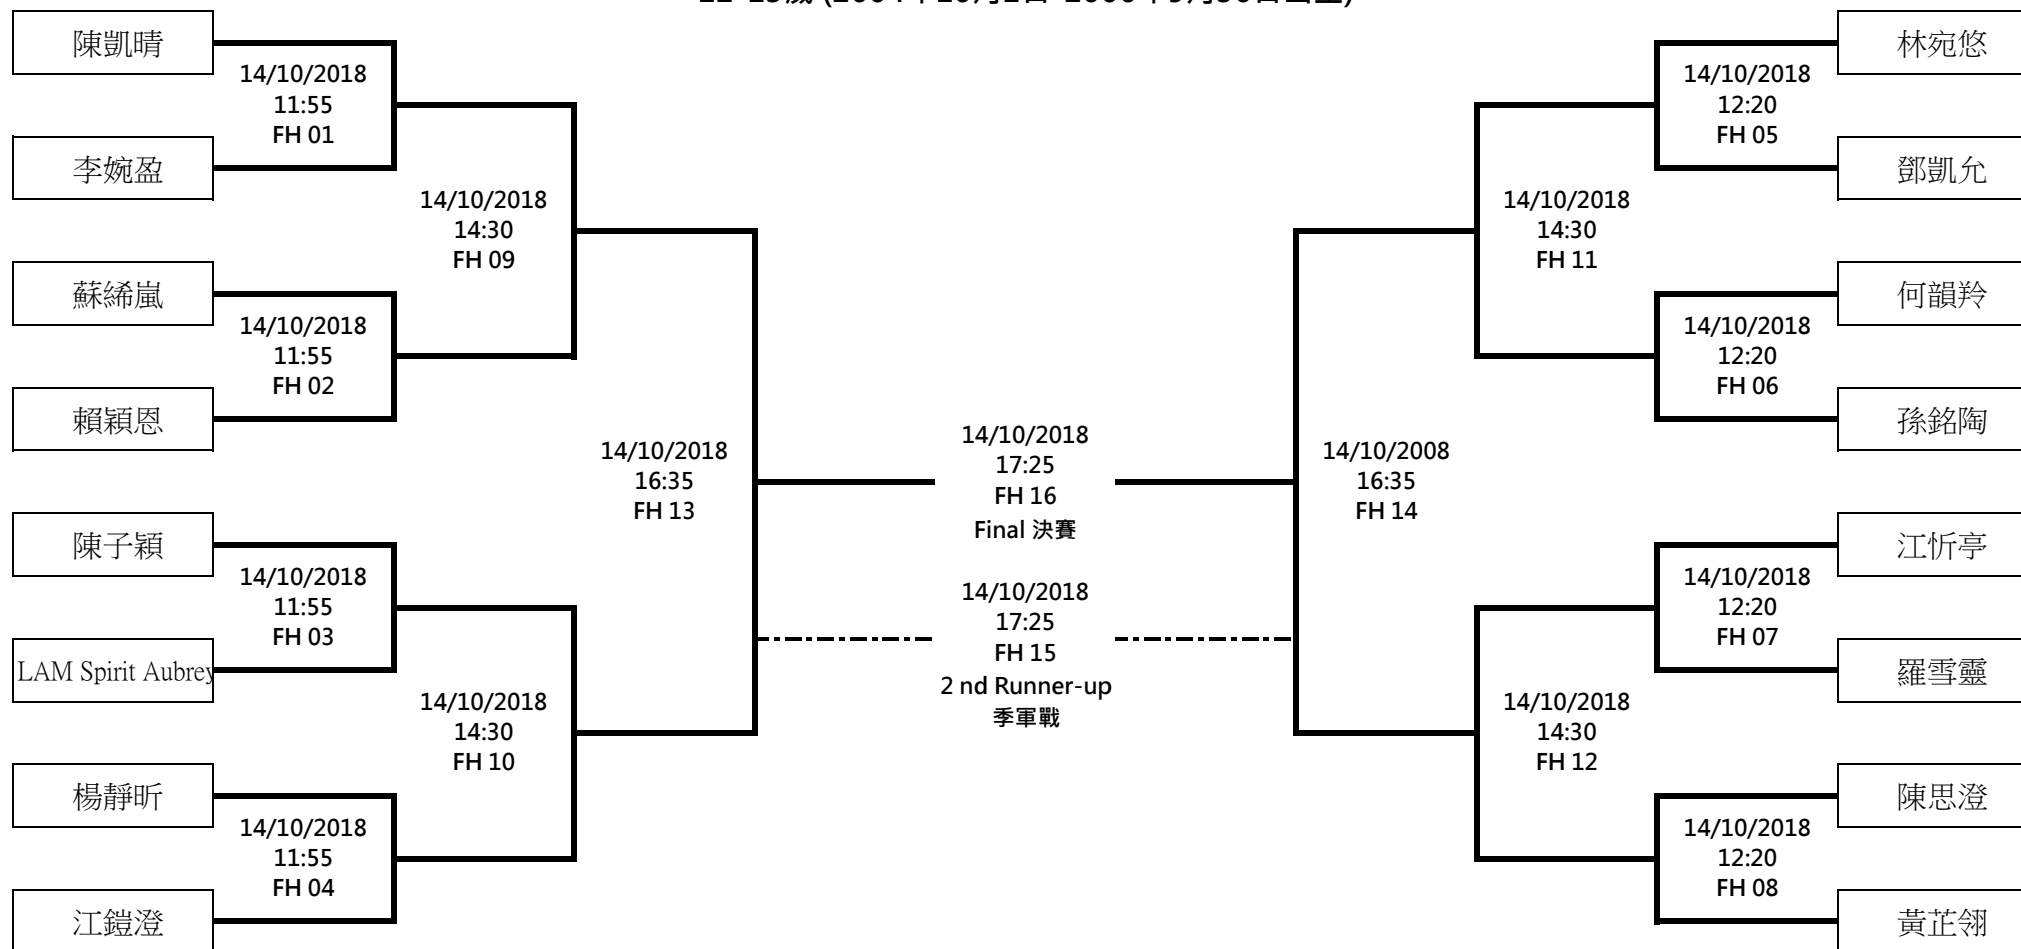 陳凱晴
14/10/2018
11:55
FH 01
李婉盈
14/10/2018
14:30
FH 09
蘇絺嵐
14/10/2018
11:55
FH 02
賴穎恩
14/10/2018
16:35
FH 13
陳子穎
14/10/2018
11:55
FH 03
LAM Spirit Aubrey
14/10/2018
14:30
FH 10
楊靜昕
14/10/2018
11:55
FH 04
江鎧澄
14/10/2018
17:25
FH 16
Final 決賽
14/10/2018
17:25
FH 15
2 nd Runner-up
季軍戰
林宛悠
14/10/2018
12:20
FH 05
鄧凱允
14/10/2018
14:30
FH 11
何韻羚
14/10/2018
12:20
FH 06
孫銘陶
14/10/2008
16:35
FH 14
江忻亭
14/10/2018
12:20
FH 07
羅雪靈
14/10/2018
14:30
FH 12
陳思澄
14/10/2018
12:20
FH 08
黃芷翎